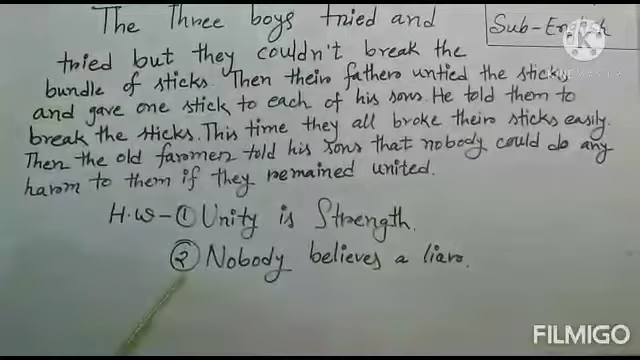 The Three boys tried and
Sub-English
tried but they couldn't break the
bundle of sticks. Then their father untied the sticks
and gave one stick to each of his sons. He told them to
break the sticks. This time they all broke their sticks easily.
Then the old farmer told his sons that nobody could do any
harm to them if they remained united.
H.W-① Unity is Strength.
② Nobody believes a liar.
FILMIGO